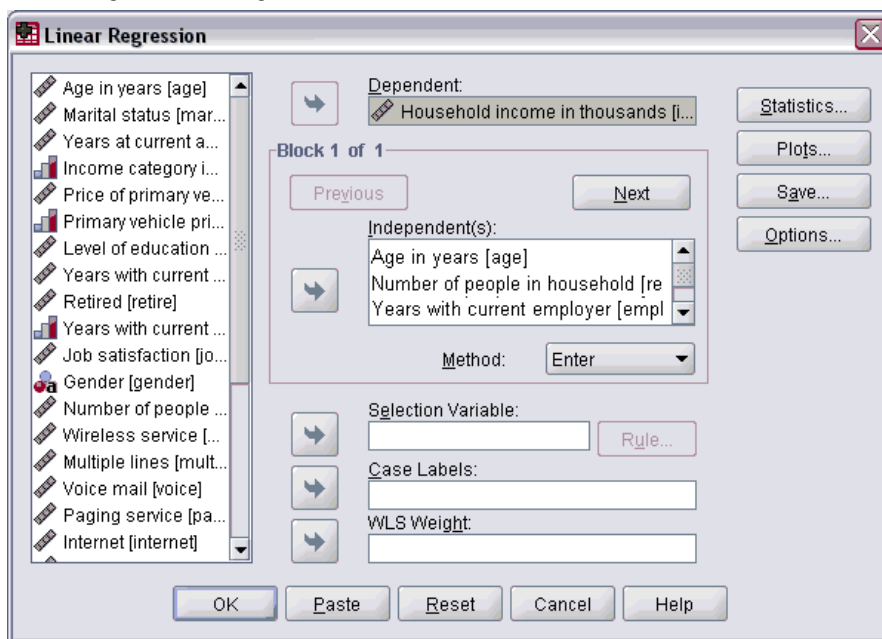 Linear Regression
Age in years [age]
Marital status [mar...
Years at current a...
Income category i...
Price of primary ve...
Primary vehicle pri...
Level of education ...
Years with current ...
Retired [retire]
Years with current ...
Job satisfaction [jo...
Gender [gender]
Number of people ...
Wireless service [...
Multiple lines [mult...
Voice mail [voice]
Paging service [pa...
Internet [internet]
Dependent:
Household income in thousands [i...
Block 1 of 1
Previous
Next
Independent(s):
Age in years [age]
Number of people in household [re
Years with current employer [empl
Method:
Enter
Selection Variable:
Rule...
Case Labels:
WLS Weight:
Statistics...
Plots...
Save...
Options...
OK
Paste
Reset
Cancel
Help